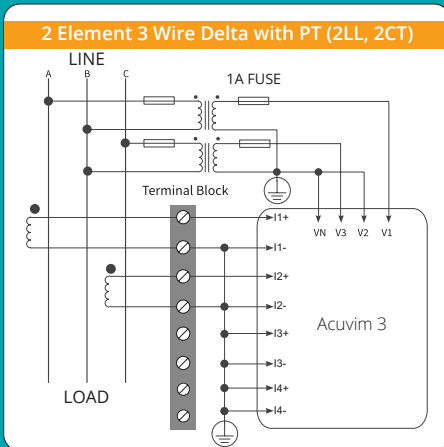 2 Element 3 Wire Delta with PT (2LL, 2CT)
LINE
A B C
1A FUSE
Terminal Block
VN V3 V2 V1
I1+
I1-
I2+
I2-
I3+
I3-
I4+
I4-
Acuvim 3
LOAD